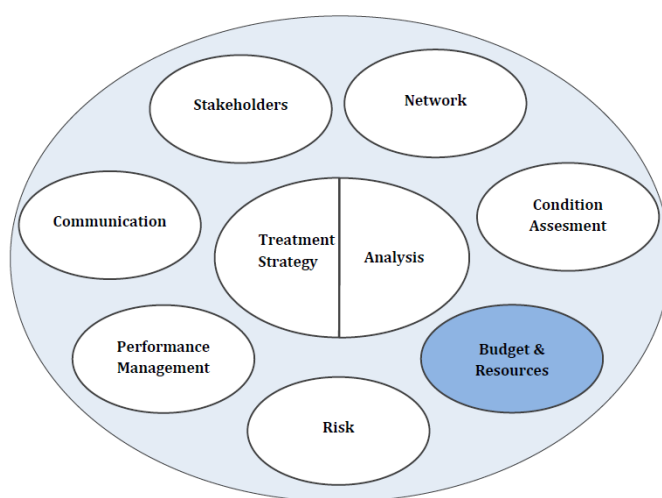 Stakeholders
Network
Communication
Condition
Assesment
Treatment
Strategy
Analysis
Performance
Management
Budget &
Resources
Risk